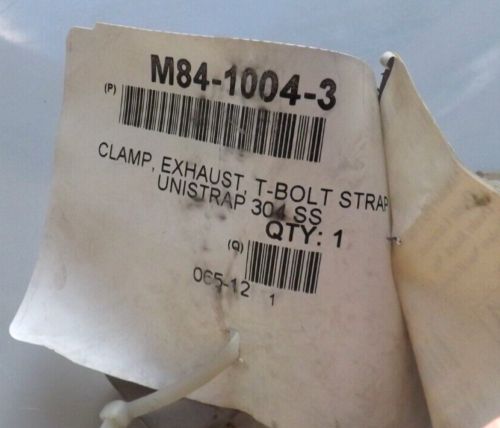 M84-1004-3
(P)
CLAMP, EXHAUST, T-BOLT STRAP
UNISTRAP 304 SS
QTY: 1
(Q)
065-12 1